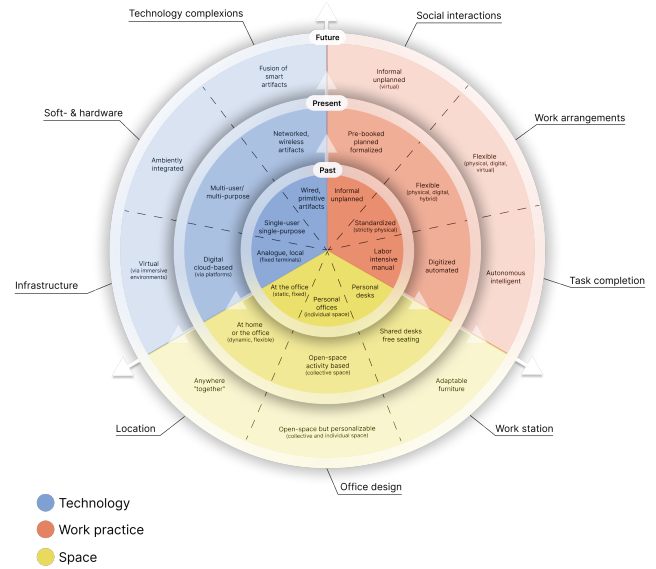 Technology complexions
Social interactions
Future
Fusion of
smart
artifacts
Informal
unplanned
(virtual)
Soft- & hardware
Work arrangements
Present
Networked,
wireless
artifacts
Pre-booked
planned
formalized
Ambiently
integrated
Flexible
(physical, digital,
virtual)
Past
Multi-user/
multi-purpose
Flexible
(physical, digital,
hybrid)
Wired,
primitive
artifacts
Informal
unplanned
Single-user
single-purpose
Standardized
(strictly physical)
Analogue, local
(fixed terminals)
Labor
intensive
manual
Virtual
(via immersive
environments)
Digital
cloud-based
(via platforms)
Digitized
automated
Autonomous
intelligent
Infrastructure
Task completion
At the office
(static, fixed)
Personal
offices
(individual space)
Personal
desks
At home
or the office
(dynamic, flexible)
Shared desks
free seating
Open-space
activity based
(collective space)
Anywhere
"together"
Adaptable
furniture
Open-space but personalizable
(collective and individual space)
Location
Work station
Office design
Technology
Work practice
Space